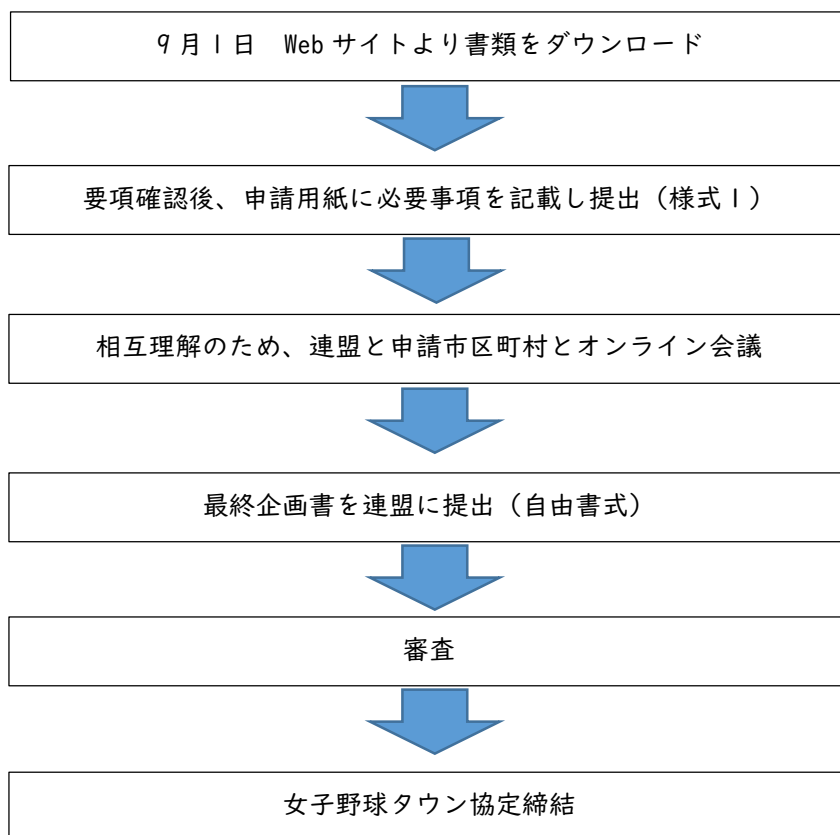 9月1日　Webサイトより書類をダウンロード
要項確認後、申請用紙に必要事項を記載し提出（様式1）
相互理解のため、連盟と申請市区町村とオンライン会議
最終企画書を連盟に提出（自由書式）
審査
女子野球タウン協定締結